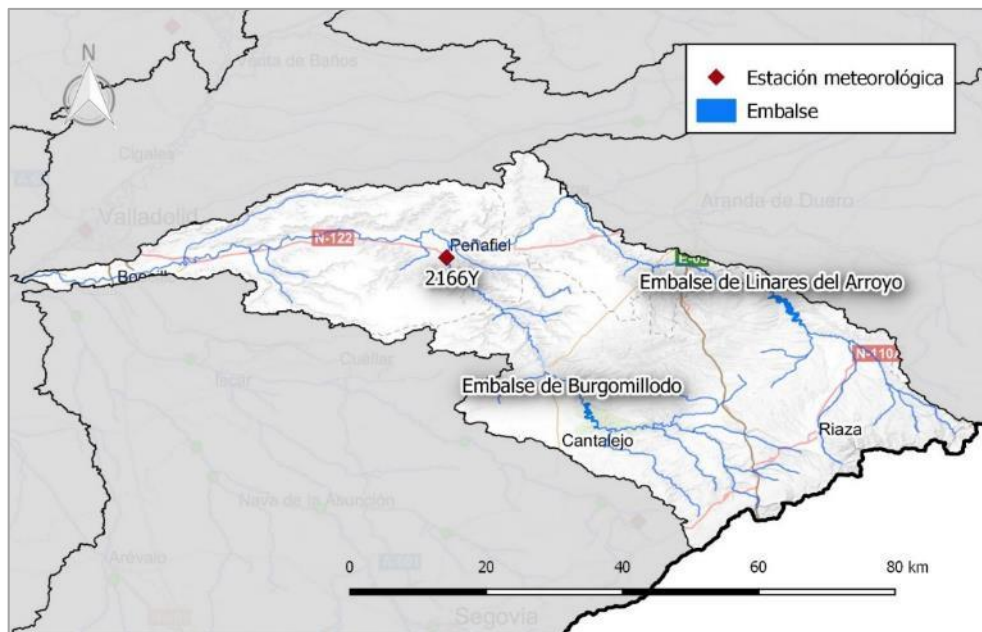 Venta de Baños
N
Estación meteorológica
Embalse
Cigales
Valladolid
Aranda de Duero
N-122
Peñafiel
2166Y
Embalse de Linares del Arroyo
N-110
Embalse de Burgomillodo
Cuéllar
Iscar
Riaza
Cantalejo
Nava de la Asunción
Arévalo
A-601
0 20 40 60 80 km
Segovia